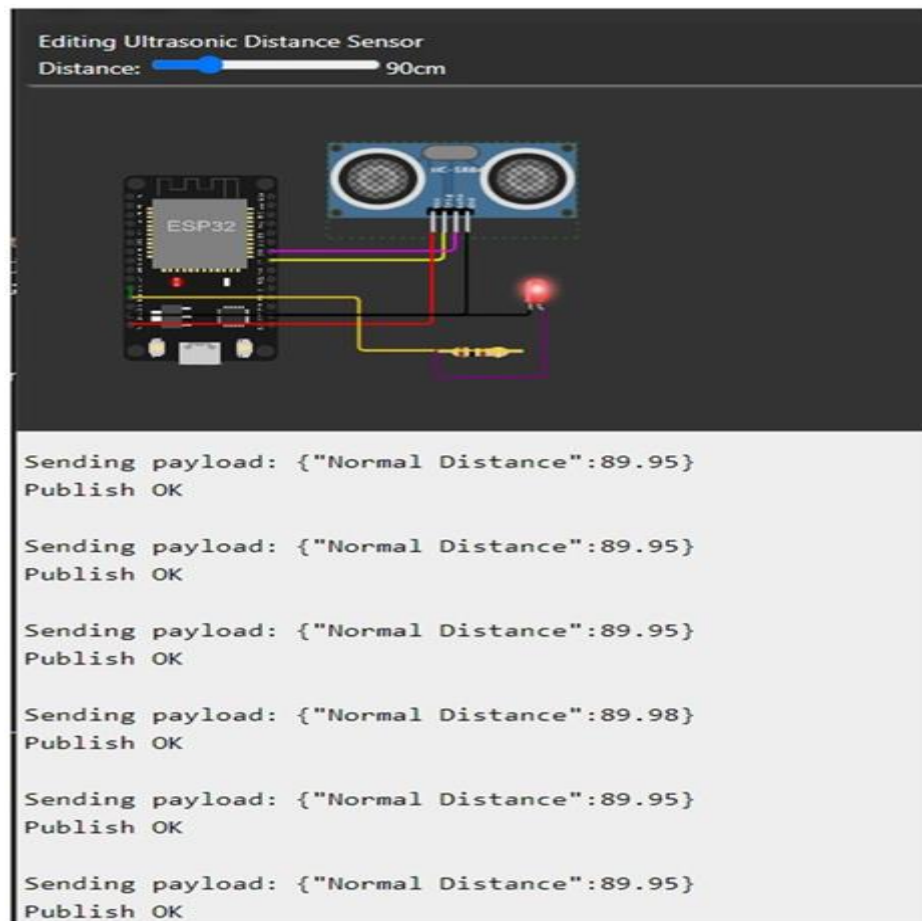 Editing Ultrasonic Distance Sensor
Distance: 90cm
ESP32
Sending payload: {"Normal Distance":89.95}
Publish OK
Sending payload: {"Normal Distance":89.95}
Publish OK
Sending payload: {"Normal Distance":89.95}
Publish OK
Sending payload: {"Normal Distance":89.98}
Publish OK
Sending payload: {"Normal Distance":89.95}
Publish OK
Sending payload: {"Normal Distance":89.95}
Publish OK